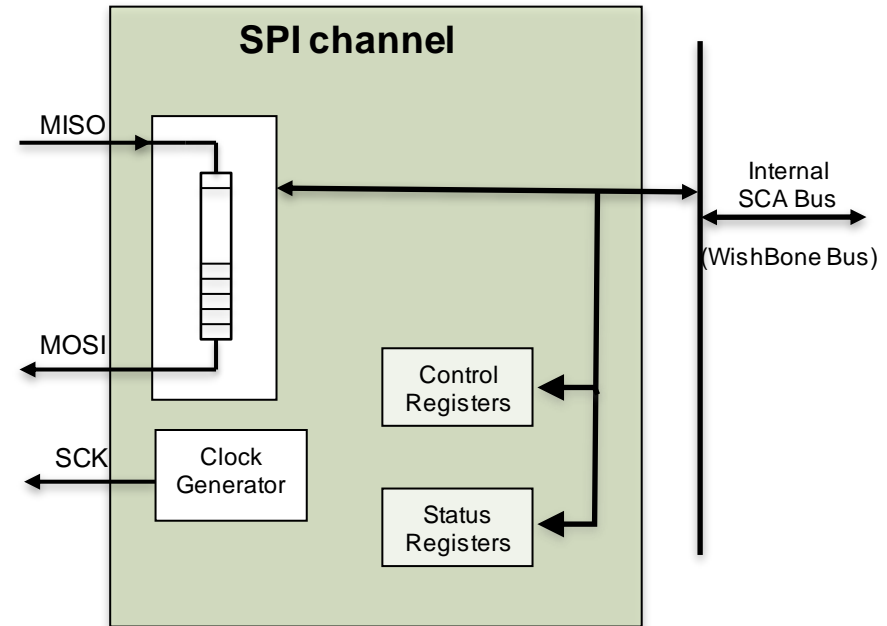 SPI channel
MISO
Internal
SCA Bus
(WishBone Bus)
MOSI
Control
Registers
SCK
Clock
Generator
Status
Registers